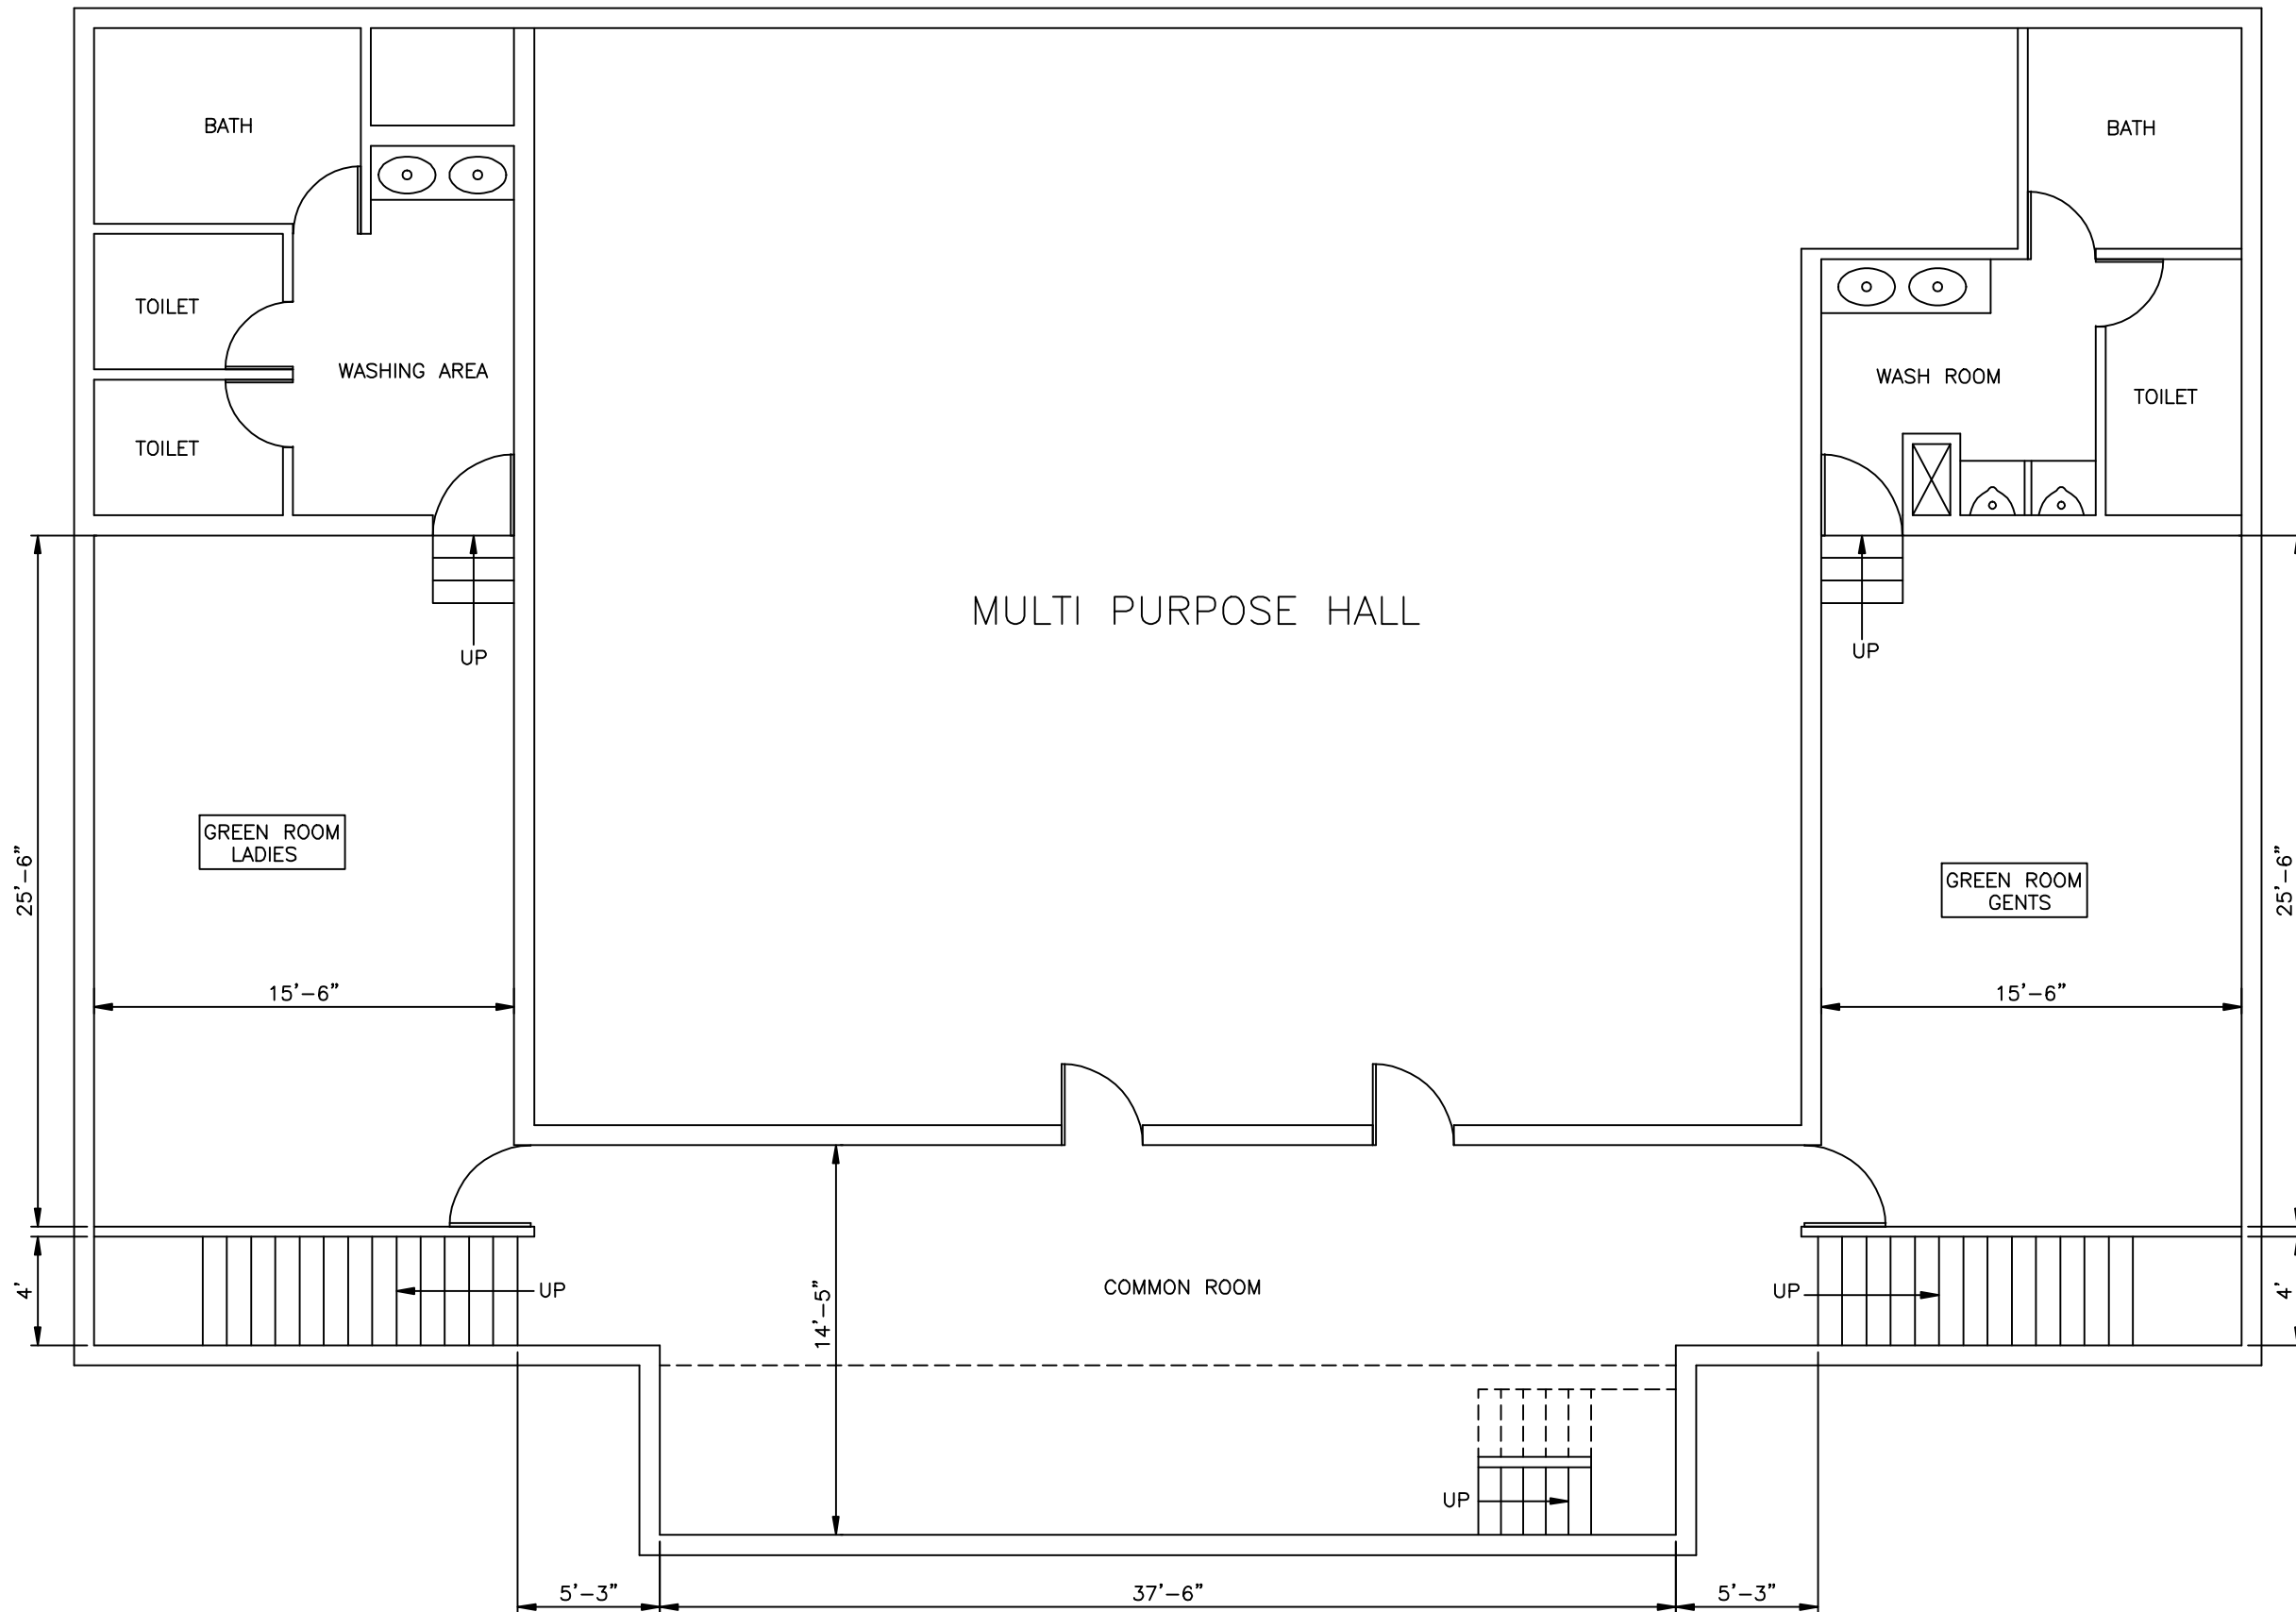 BATH
BATH
TOILET
WASHING AREA
WASH ROOM
TOILET
TOILET
MULTI PURPOSE HALL
UP
UP
GREEN ROOM
LADIES
25'-6"
25'-6"
GREEN ROOM
GENTS
15'-6"
15'-6"
4'
UP
14'-5"
COMMON ROOM
UP
4'
UP
5'-3"
37'-6"
5'-3"